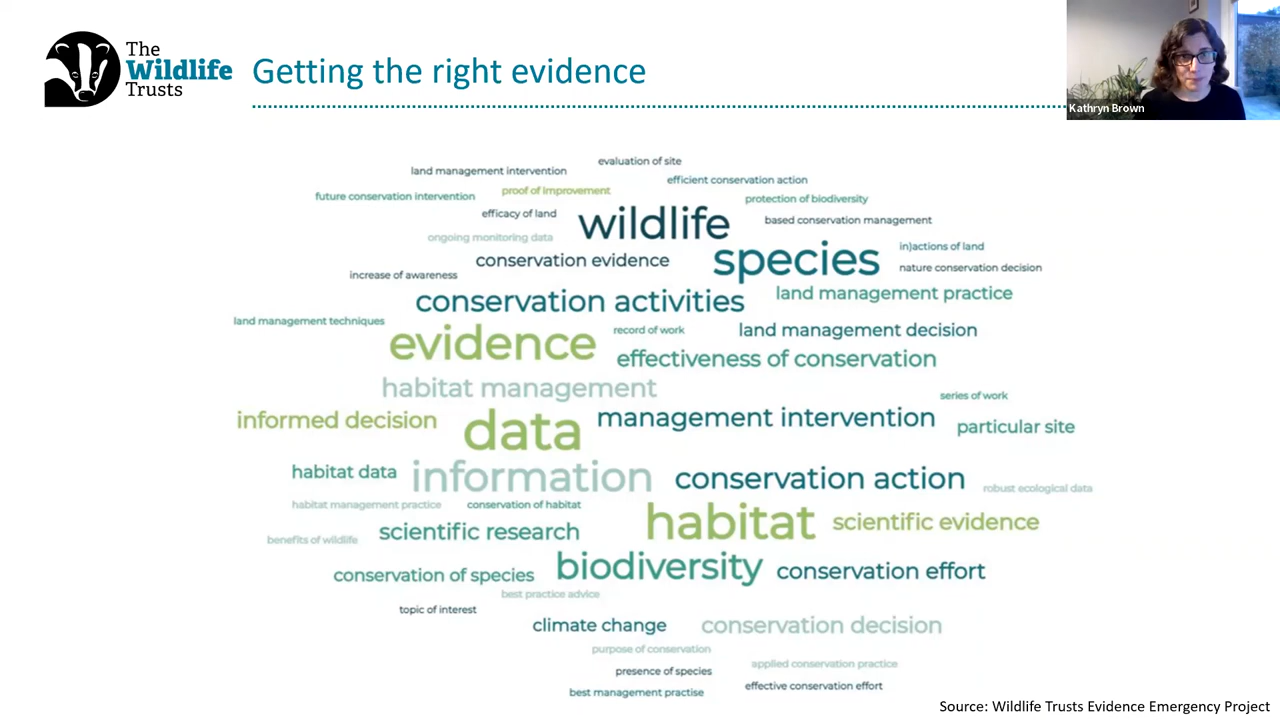 The
Wildlife
Trusts
Getting the right evidence
Kathryn Brown
evaluation of site
land management intervention
efficient conservation action
future conservation intervention
proof of improvement
protection of biodiversity
efficacy of land
wildlife
based conservation management
ongoing monitoring data
in)actions of land
conservation evidence
species
nature conservation decision
increase of awareness
conservation activities
land management practice
land management techniques
evidence
record of work
land management decision
effectiveness of conservation
habitat management
series of work
informed decision
data
management intervention
particular site
habitat data
information
conservation action
robust ecological data
habitat management practice
conservation of habitat
habitat
scientific evidence
scientific research
benefits of wildlife
conservation of species
biodiversity
conservation effort
best practice advice
topic of interest
climate change
conservation decision
purpose of conservation
presence of species
applied conservation practice
best management practise
effective conservation effort
Source: Wildlife Trusts Evidence Emergency Project